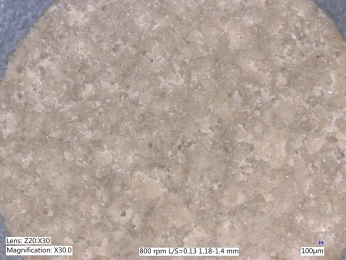 Lens: Z20:X30
Magnification: X30.0
800 rpm L/S=0.13 1.18-1.4 mm
100μm